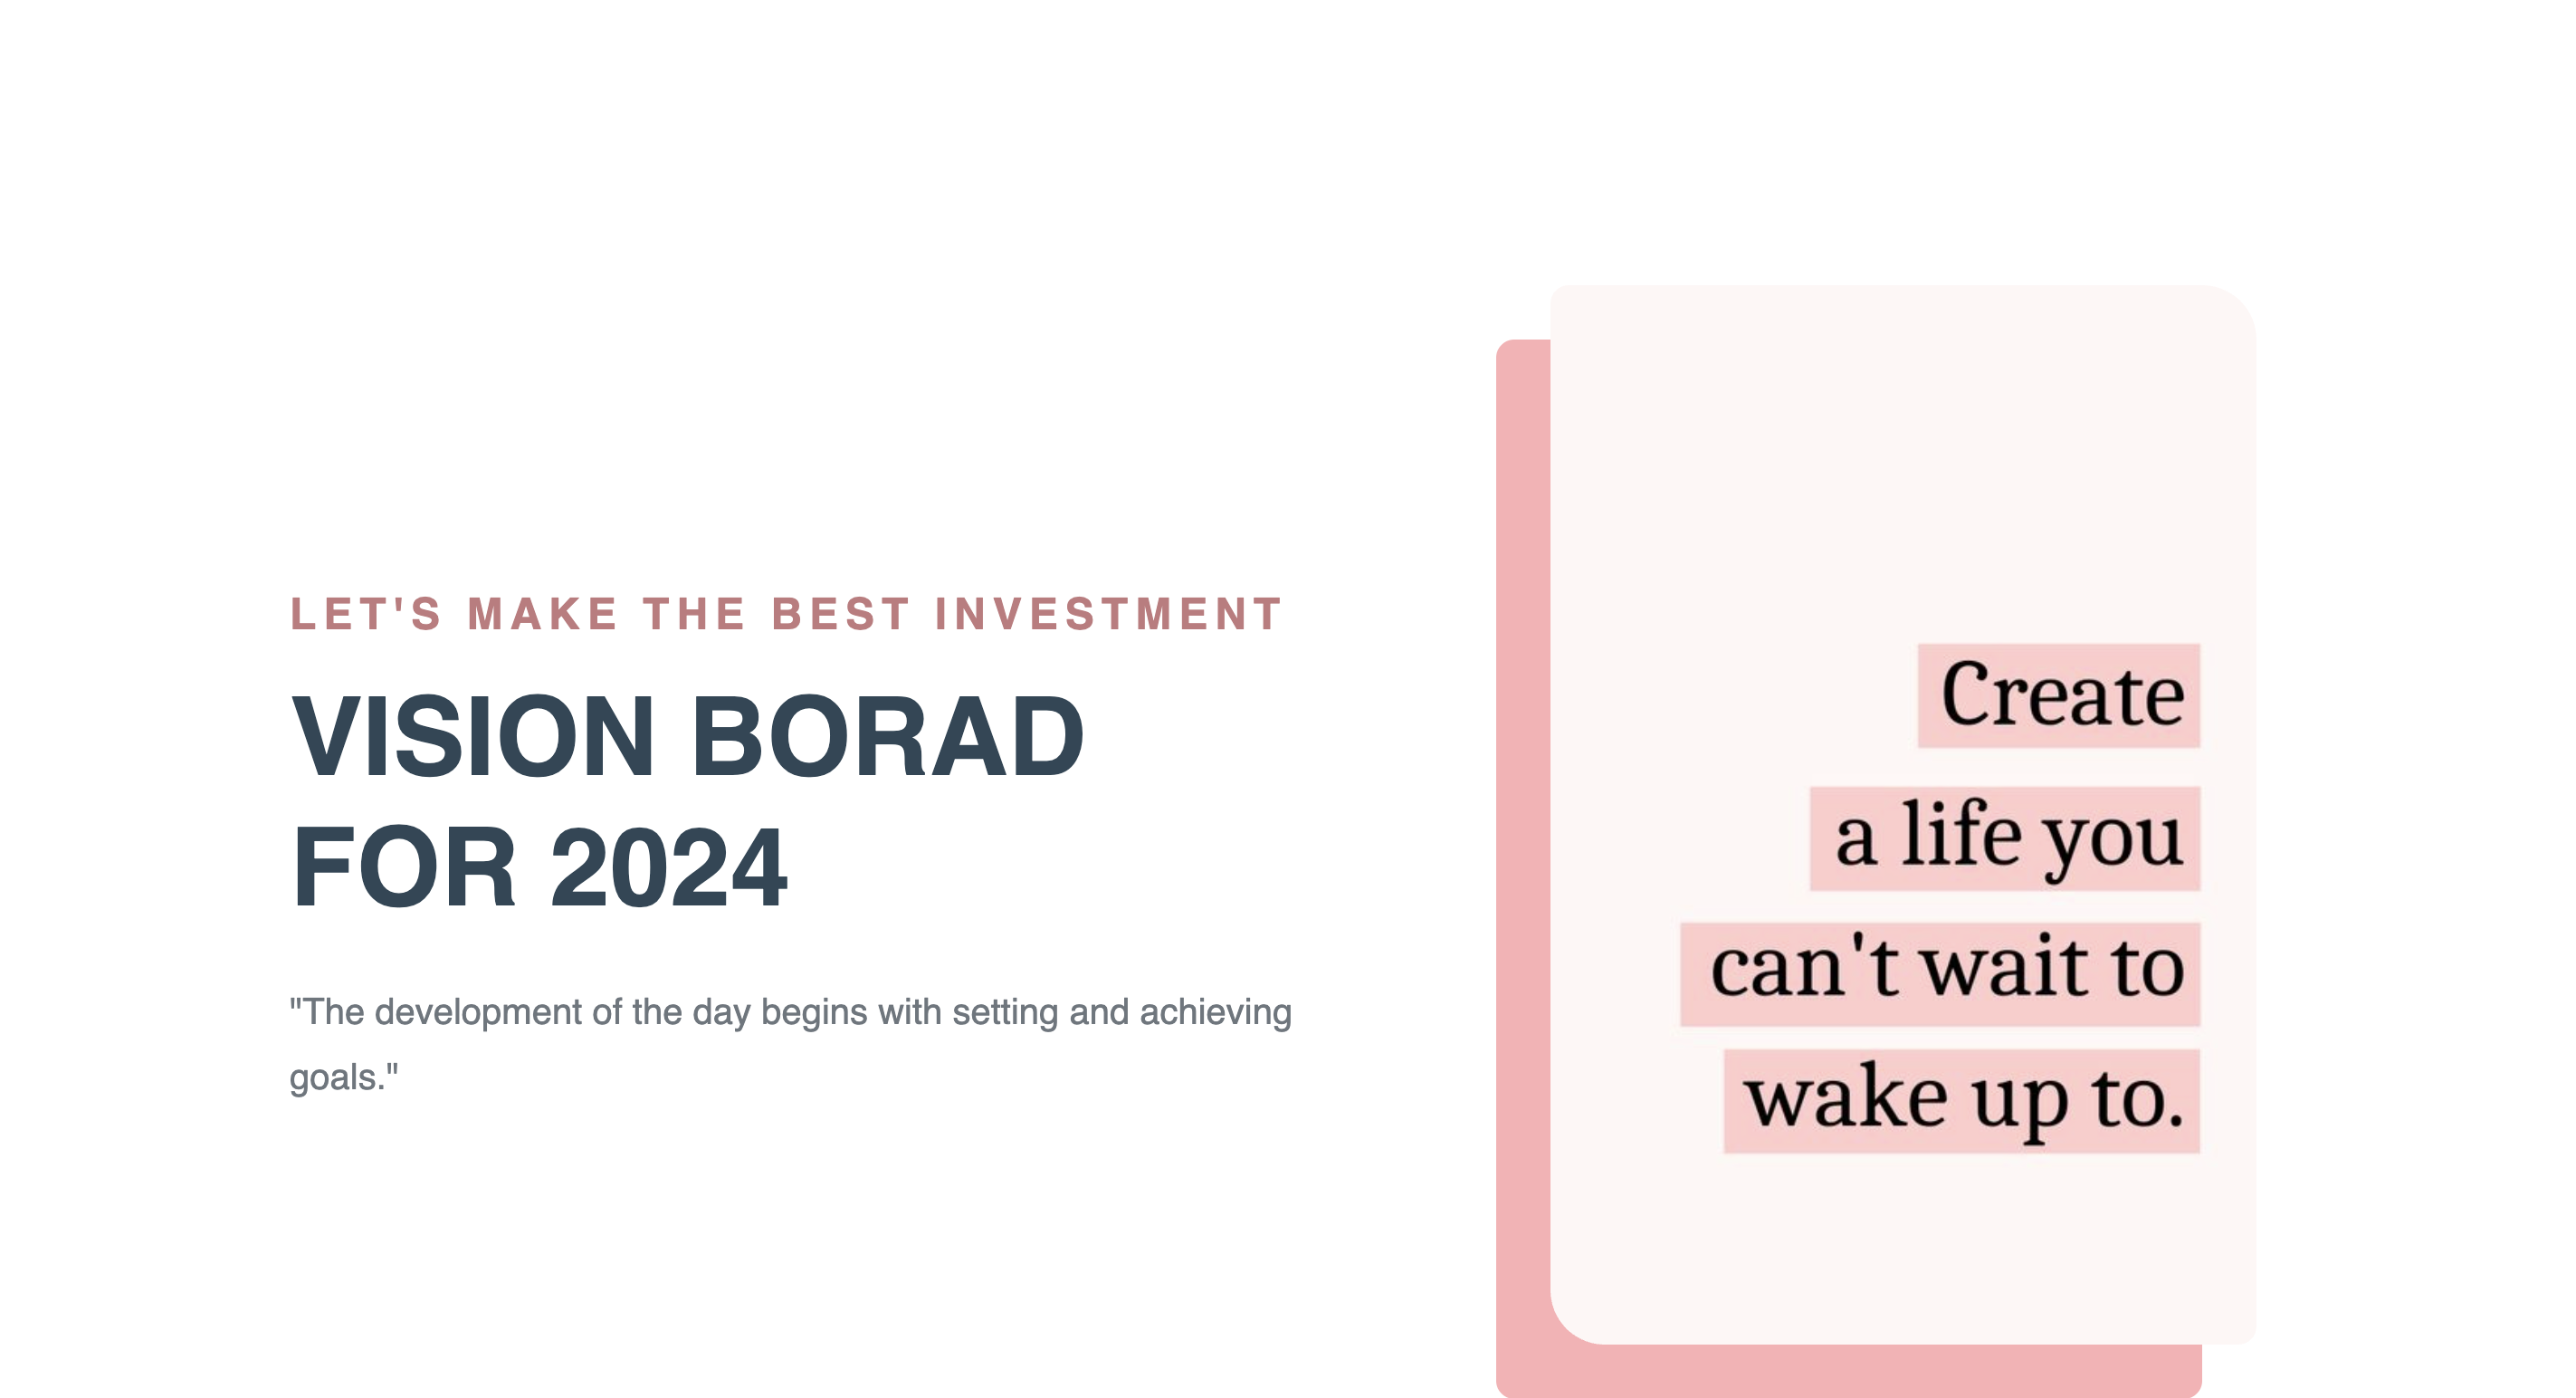 LET'S MAKE THE BEST INVESTMENT
VISION BORAD
FOR 2024
"The development of the day begins with setting and achieving
goals."
Create
a life you
can't wait to
wake up to.